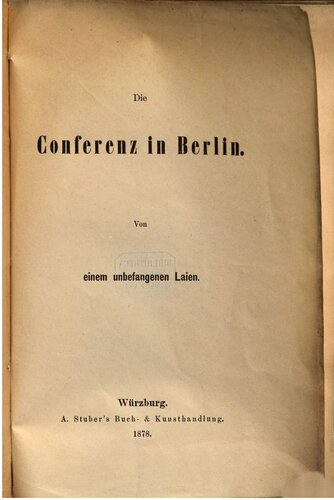 Die
Conferenz in Berlin.
Von
einem unbefangenen Laien.
Würzburg.
A. Stuber's Buch- & Kunsthandlung.
1878.